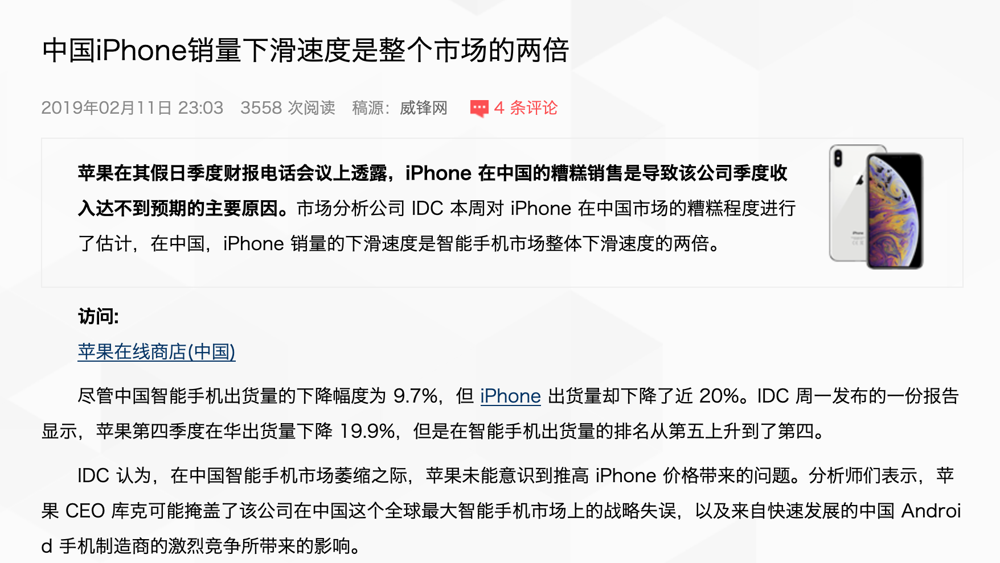 中国iPhone销量下滑速度是整个市场的两倍
2019年02月11日 23:03 3558 次阅读 稿源：威锋网 4 条评论
苹果在其假日季度财报电话会议上透露，iPhone 在中国的糟糕销售是导致该公司季度收
入达不到预期的主要原因。市场分析公司 IDC 本周对 iPhone 在中国市场的糟糕程度进行
了估计，在中国，iPhone 销量的下滑速度是智能手机市场整体下滑速度的两倍。
iPhone
访问:
苹果在线商店(中国)
尽管中国智能手机出货量的下降幅度为 9.7%，但 iPhone 出货量却下降了近 20%。IDC 周一发布的一份报告
显示，苹果第四季度在华出货量下降 19.9%，但是在智能手机出货量的排名从第五上升到了第四。
IDC 认为，在中国智能手机市场萎缩之际，苹果未能意识到推高 iPhone 价格带来的问题。分析师们表示，苹
果 CEO 库克可能掩盖了该公司在中国这个全球最大智能手机市场上的战略失误，以及来自快速发展的中国 Androi
d 手机制造商的激烈竞争所带来的影响。